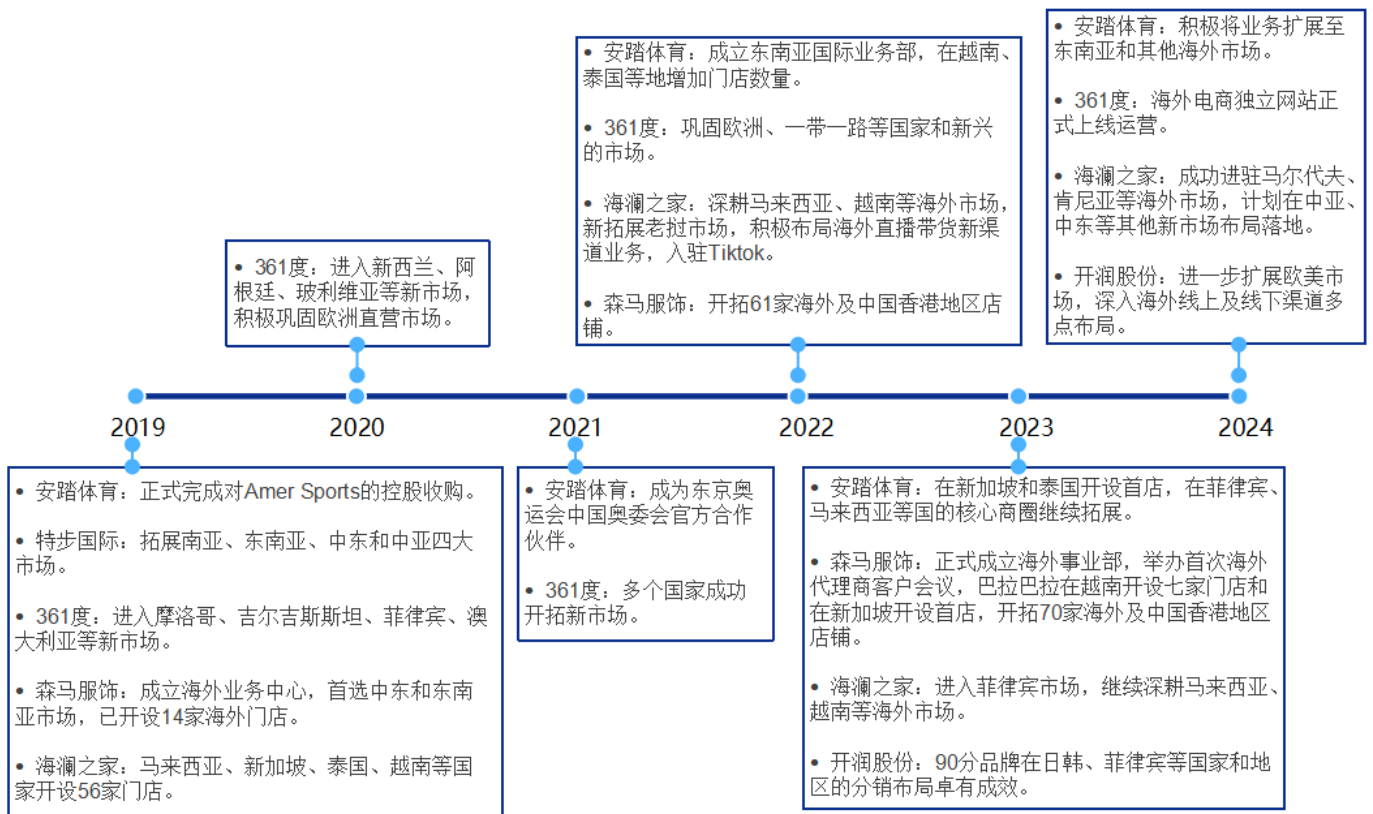 • 安踏体育：成立东南亚国际业务部，在越南、
泰国等地增加门店数量。
• 361度：巩固欧洲、一带一路等国家和新兴
的市场。
• 海澜之家：深耕马来西亚、越南等海外市场，
新拓展老挝市场，积极布局海外直播带货新渠
道业务，入驻Tiktok。
• 森马服饰：开拓61家海外及中国香港地区店
铺。
• 安踏体育：积极将业务扩展至
东南亚和其他海外市场。
• 361度：海外电商独立网站正
式上线运营。
• 海澜之家：成功进驻马尔代夫、
肯尼亚等海外市场，计划在中亚、
中东等其他新市场布局落地。
• 开润股份：进一步扩展欧美市
场，深入海外线上及线下渠道多
点布局。
• 361度：进入新西兰、阿
根廷、玻利维亚等新市场，
积极巩固欧洲直营市场。
2019
2020
2021
2022
2023
2024
• 安踏体育：正式完成对Amer Sports的控股收购。
• 特步国际：拓展南亚、东南亚、中东和中亚四大
市场。
• 361度：进入摩洛哥、吉尔吉斯斯坦、菲律宾、澳
大利亚等新市场。
• 森马服饰：成立海外业务中心，首选中东和东南
亚市场，已开设14家海外门店。
• 海澜之家：马来西亚、新加坡、泰国、越南等国
家开设56家门店。
• 安踏体育：成为东京奥
运会中国奥委会官方合作
伙伴。
• 361度：多个国家成功
开拓新市场。
• 安踏体育：在新加坡和泰国开设首店，在菲律宾、
马来西亚等国的核心商圈继续拓展。
• 森马服饰：正式成立海外事业部，举办首次海外
代理商客户会议，巴拉巴拉在越南开设七家门店和
在新加坡开设首店，开拓70家海外及中国香港地区
店铺。
• 海澜之家：进入菲律宾市场，继续深耕马来西亚、
越南等海外市场。
• 开润股份：90分品牌在日韩、菲律宾等国家和地
区的分销布局卓有成效。